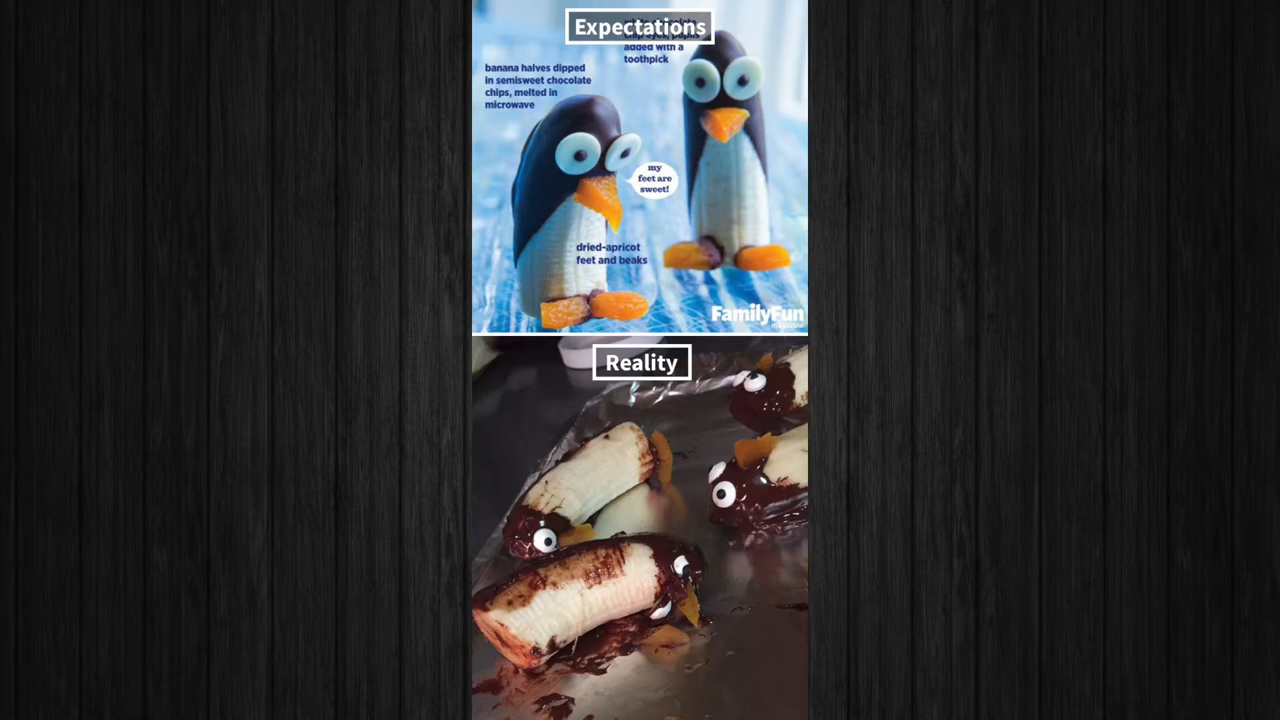 Expectations
added with a
toothpick
banana halves dipped
in semisweet chocolate
chips, melted in
microwave
my
feet are
sweet!
dried-apricot
feet and beaks
FamilyFun
magazine
Reality